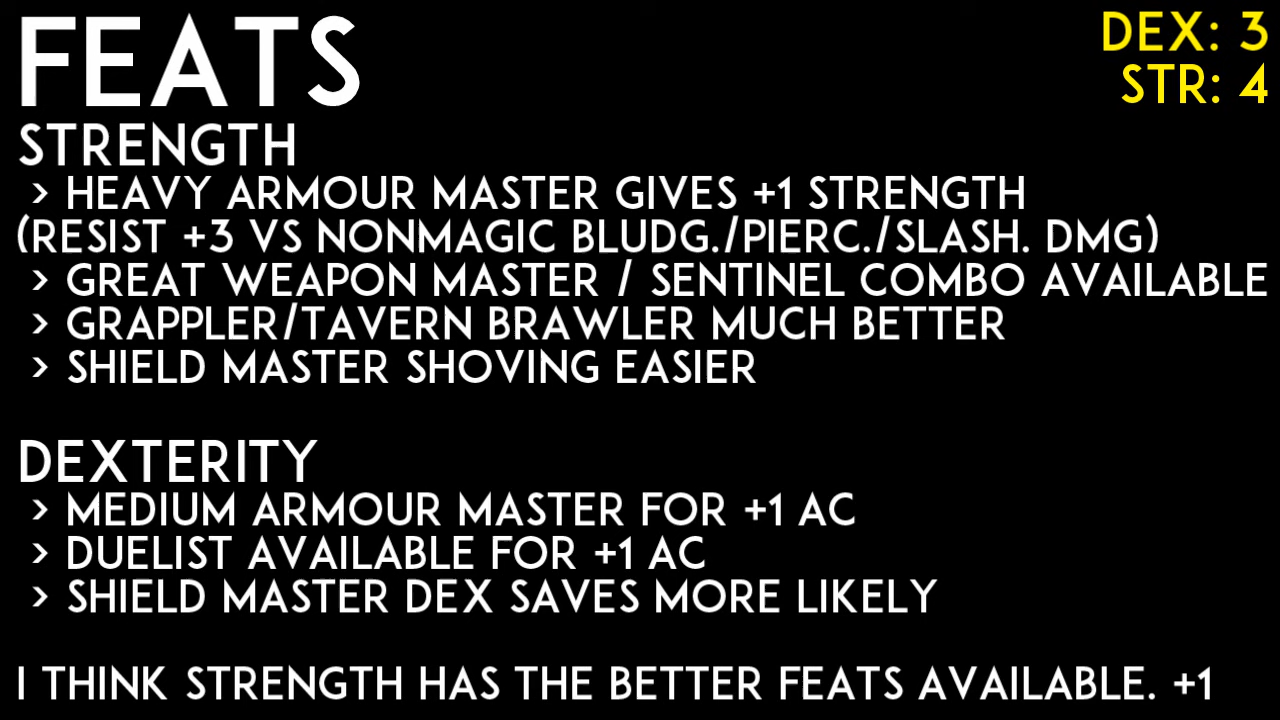 FEATS
DEX: 3
STR: 4
STRENGTH
> HEAVY ARMOUR MASTER GIVES +1 STRENGTH
(RESIST +3 VS NONMAGIC BLUDG./PIERC./SLASH. DMG)
> GREAT WEAPON MASTER / SENTINEL COMBO AVAILABLE
> GRAPPLER/TAVERN BRAWLER MUCH BETTER
> SHIELD MASTER SHOVING EASIER
DEXTERITY
> MEDIUM ARMOUR MASTER FOR +1 AC
> DUELIST AVAILABLE FOR +1 AC
> SHIELD MASTER DEX SAVES MORE LIKELY
I THINK STRENGTH HAS THE BETTER FEATS AVAILABLE. +1